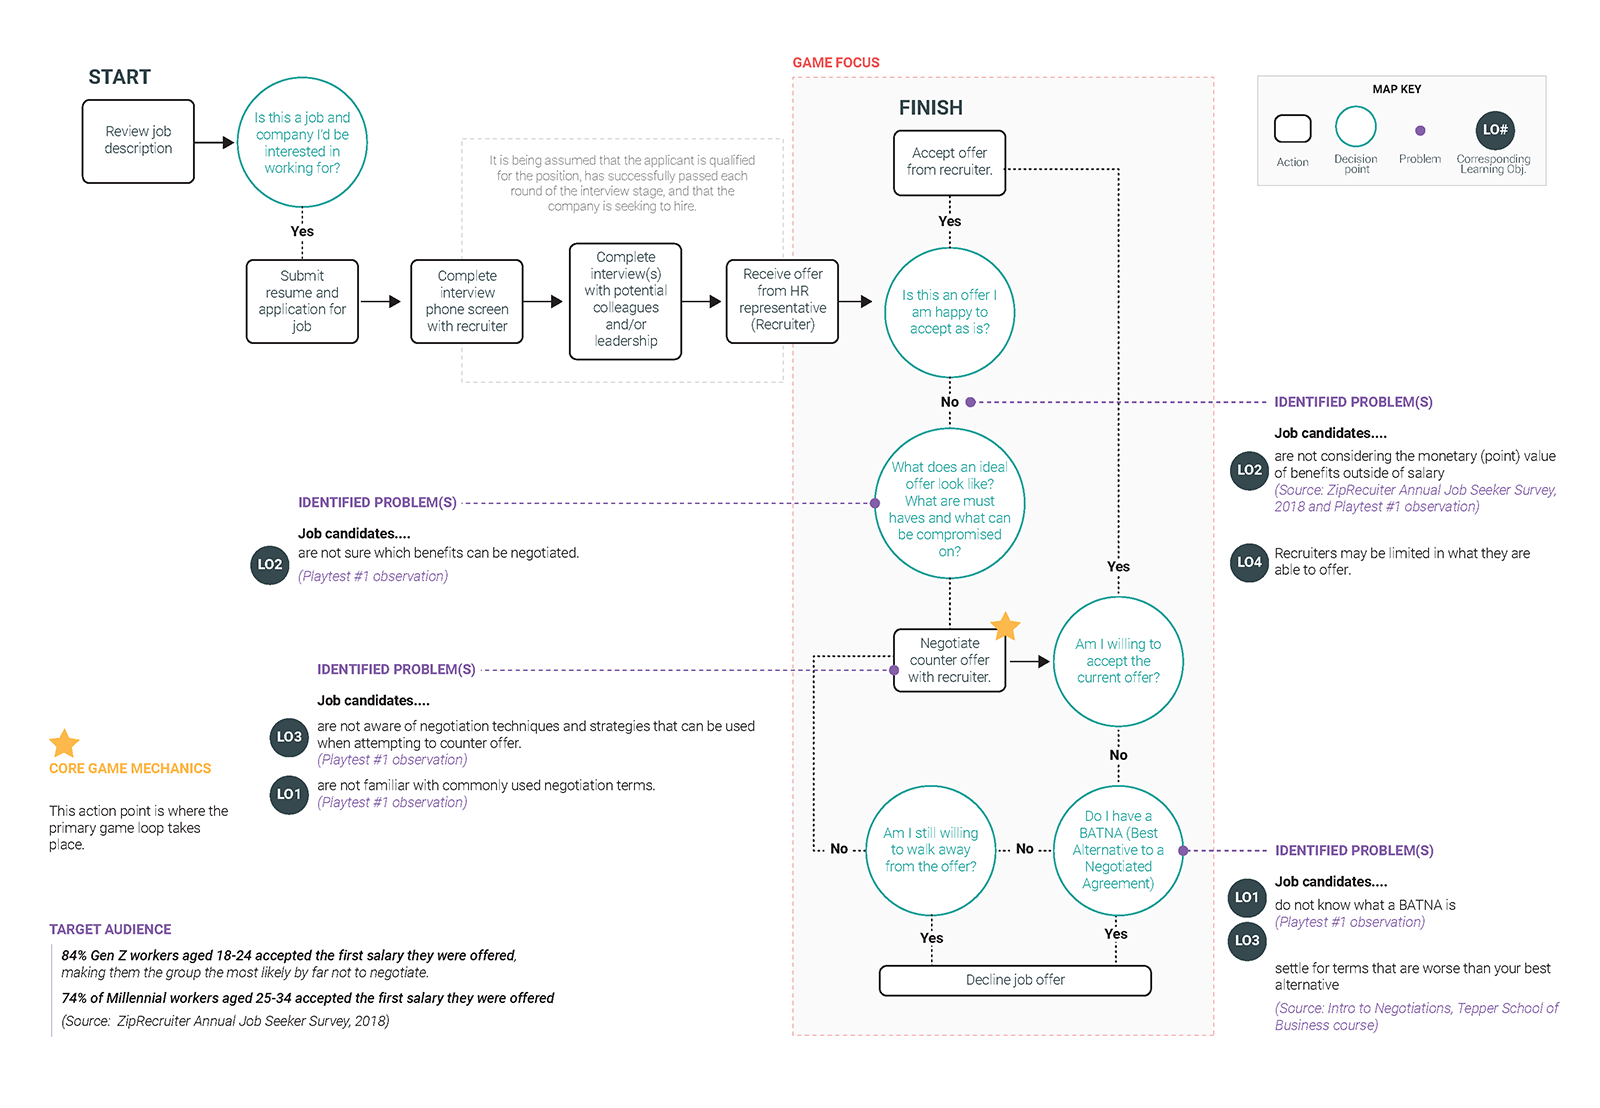 START
Review job
description
Is this a job and
company I'd be
interested in
working for?
Yes
Submit
resume and
application for
job
Complete
interview
phone screen
with recruiter
It is being assumed that the applicant is qualified
for the position, has successfully passed each
round of the interview stage, and that the
company is seeking to hire.
Complete
interview(s)
with potential
colleagues
and/or
leadership
Receive offer
from HR
representative
(Recruiter)
GAME FOCUS
FINISH
Accept offer
from recruiter.
Yes
Is this an offer I
am happy to
accept as is?
No
What does an ideal
offer look like?
What are must
haves and what can
be compromised
on?
Negotiate
counter offer
with recruiter.
Yes
Am I willing to
accept the
current offer?
No
Do I have a
BATNA (Best
Alternative to a
Negotiated
Agreement)
No
Am I still willing
to walk away
from the offer?
No
Yes
Yes
Decline job offer
MAP KEY
LO#
Action
Decision
point
Problem
Corresponding
Learning Obj.
IDENTIFIED PROBLEM(S)
Job candidates....
LO2
are not considering the monetary (point) value
of benefits outside of salary
(Source: ZipRecuiter Annual Job Seeker Survey,
2018 and Playtest #1 observation)
LO4
Recruiters may be limited in what they are
able to offer.
IDENTIFIED PROBLEM(S)
Job candidates....
LO2
are not sure which benefits can be negotiated.
(Playtest #1 observation)
IDENTIFIED PROBLEM(S)
Job candidates....
LO3
are not aware of negotiation techniques and strategies that can be used
when attempting to counter offer.
(Playtest #1 observation)
LO1
are not familiar with commonly used negotiation terms.
(Playtest #1 observation)
IDENTIFIED PROBLEM(S)
Job candidates....
LO1
do not know what a BATNA is
(Playtest #1 observation)
LO3
settle for terms that are worse than your best
alternative
(Source: Intro to Negotiations, Tepper School of
Business course)
CORE GAME MECHANICS
This action point is where the
primary game loop takes
place.
TARGET AUDIENCE
84% Gen Z workers aged 18-24 accepted the first salary they were offered,
making them the group the most likely by far not to negotiate.
74% of Millennial workers aged 25-34 accepted the first salary they were offered
(Source: ZipRecruiter Annual Job Seeker Survey, 2018)